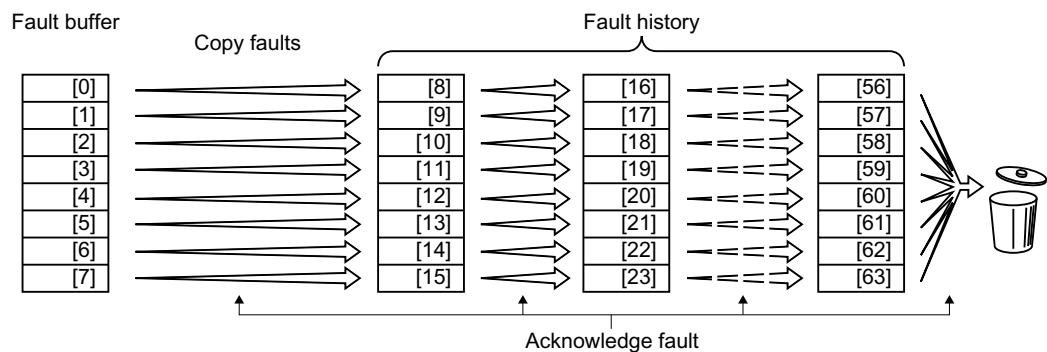 Fault buffer
Copy faults
Fault history
[0] [8] [16] [56]
[1] [9] [17] [57]
[2] [10] [18] [58]
[3] [11] [19] [59]
[4] [12] [20] [60]
[5] [13] [21] [61]
[6] [14] [22] [62]
[7] [15] [23] [63]
Acknowledge fault